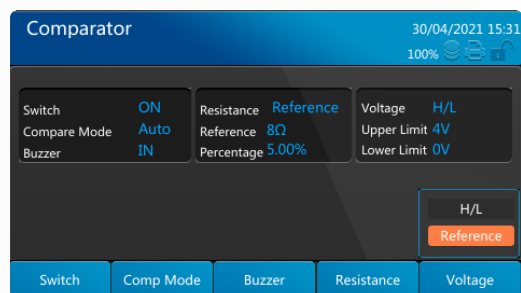 Comparator
30/04/2021 15:31
100%
Switch ON
Compare Mode Auto
Buzzer IN
Resistance Reference
Reference 8Ω
Percentage 5.00%
Voltage H/L
Upper Limit 4V
Lower Limit 0V
H/L
Reference
Switch Comp Mode Buzzer Resistance Voltage